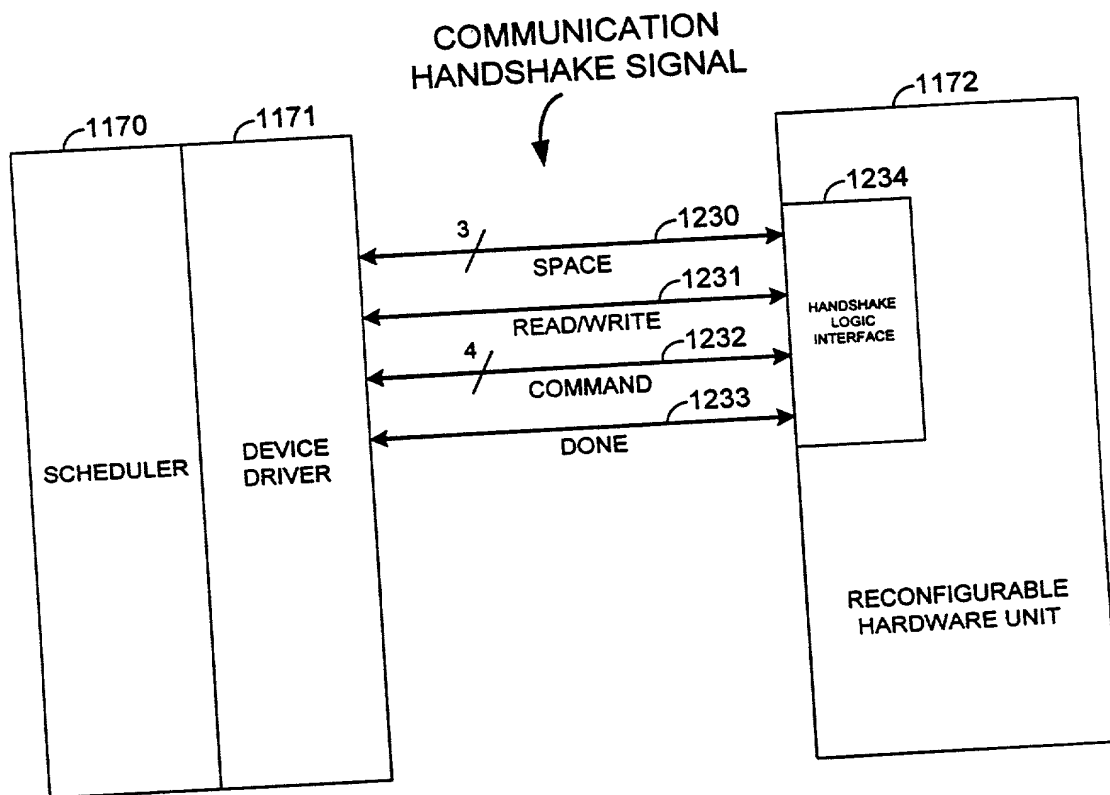 COMMUNICATION
HANDSHAKE SIGNAL
1170
1171
1172
1234
3
1230
SPACE
1231
READ/WRITE
4
1232
COMMAND
1233
DONE
HANDSHAKE
LOGIC
INTERFACE
SCHEDULER
DEVICE
DRIVER
RECONFIGURABLE
HARDWARE UNIT